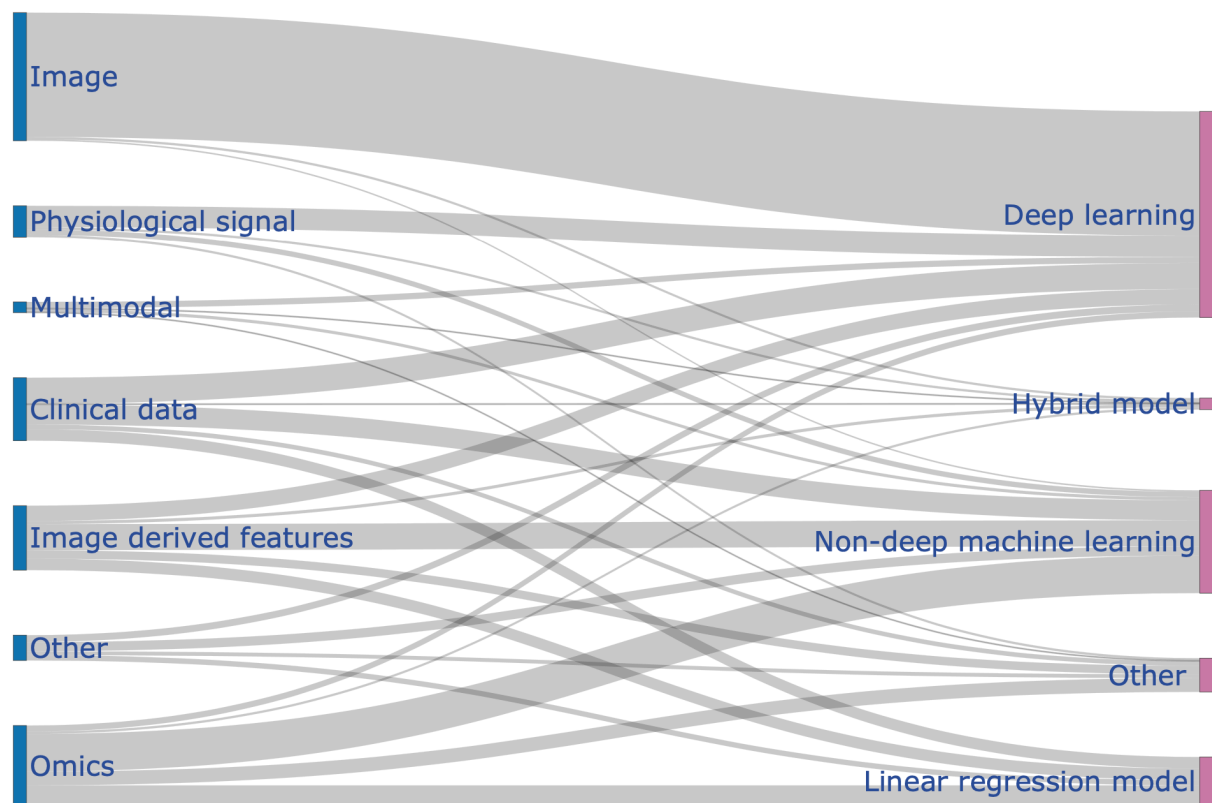 Image
Physiological signal
Multimodal
Clinical data
Image derived features
Other
Omics
Deep learning
Hybrid model
Non-deep machine learning
Other
Linear regression model